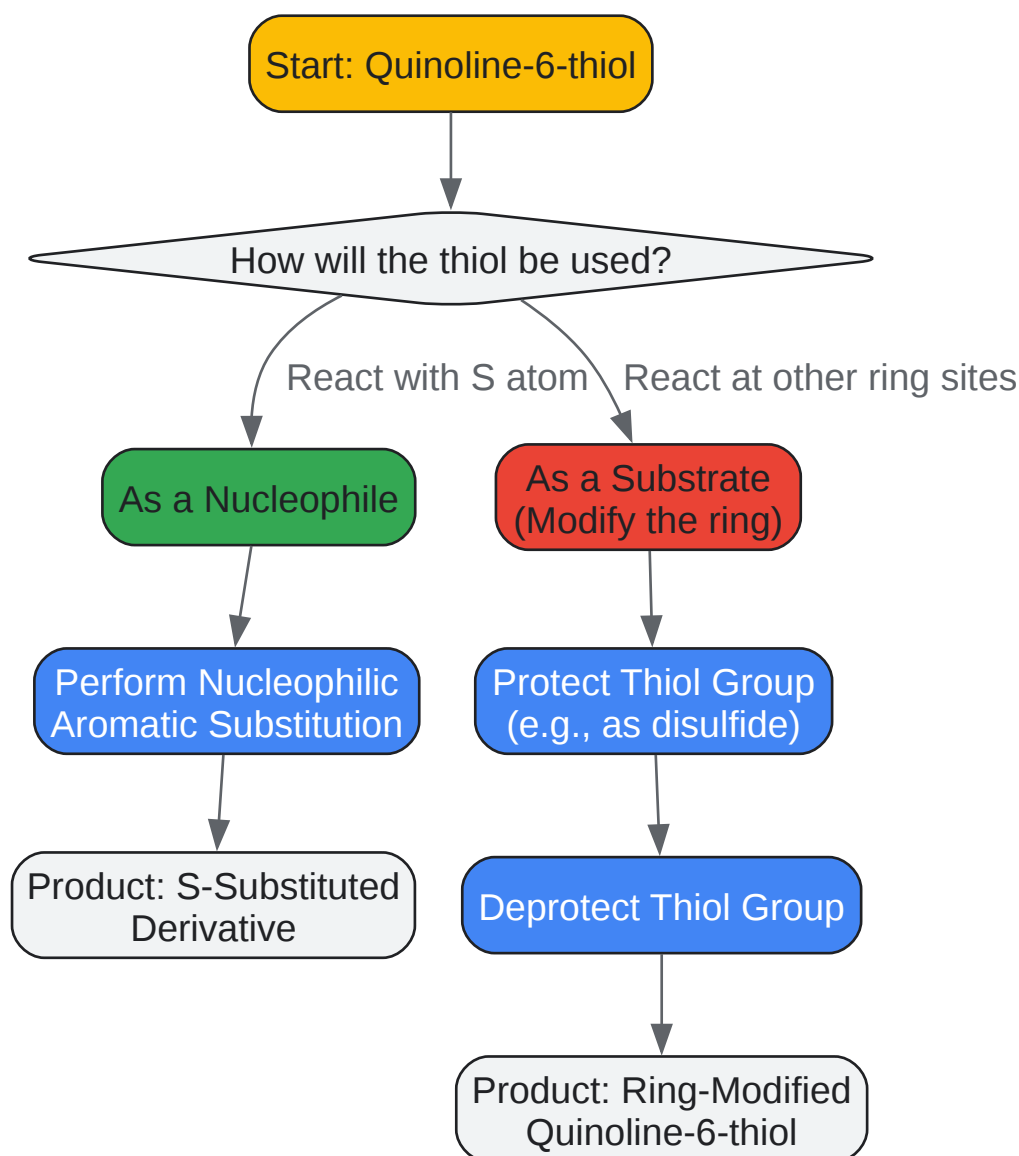 Start: Quinoline-6-thiol
How will the thiol be used?
React with S atom
React at other ring sites
As a Nucleophile
As a Substrate
(Modify the ring)
Perform Nucleophilic
Aromatic Substitution
Protect Thiol Group
(e.g., as disulfide)
Product: S-Substituted
Derivative
Deprotect Thiol Group
Product: Ring-Modified
Quinoline-6-thiol